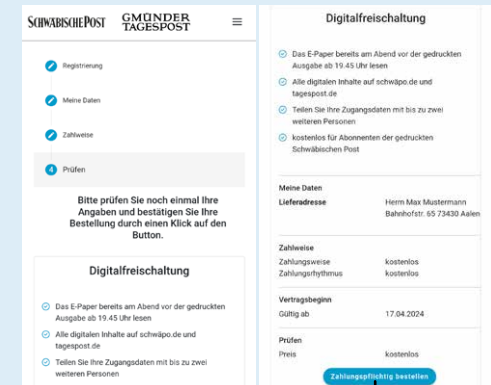 SCHWÄBISCHE POST
GMÜNDER
TAGESPOST
Registrierung
Meine Daten
Zahlweise
4 Prüfen
Bitte prüfen Sie noch einmal Ihre
Angaben und bestätigen Sie Ihre
Bestellung durch einen Klick auf den
Button.
Digitalfreischaltung
Das E-Paper bereits am Abend vor der gedruckten
Ausgabe ab 19.45 Uhr lesen
Alle digitalen Inhalte auf schwäpo.de und
tagespost.de
Teilen Sie Ihre Zugangsdaten mit bis zu zwei
weiteren Personen
Digitalfreischaltung
Das E-Paper bereits am Abend vor der gedruckten
Ausgabe ab 19.45 Uhr lesen
Alle digitalen Inhalte auf schwäpo.de und
tagespost.de
Teilen Sie Ihre Zugangsdaten mit bis zu zwei
weiteren Personen
kostenlos für Abonnenten der gedruckten
Schwäbischen Post
Meine Daten
Lieferadresse Herrn Max Mustermann
Bahnhofstr. 65 73430 Aalen
Zahlweise
Zahlungsweise kostenlos
Zahlungsrhythmus kostenlos
Vertragsbeginn
Gültig ab 17.04.2024
Prüfen
Preis kostenlos
Zahlungspflichtig bestellen